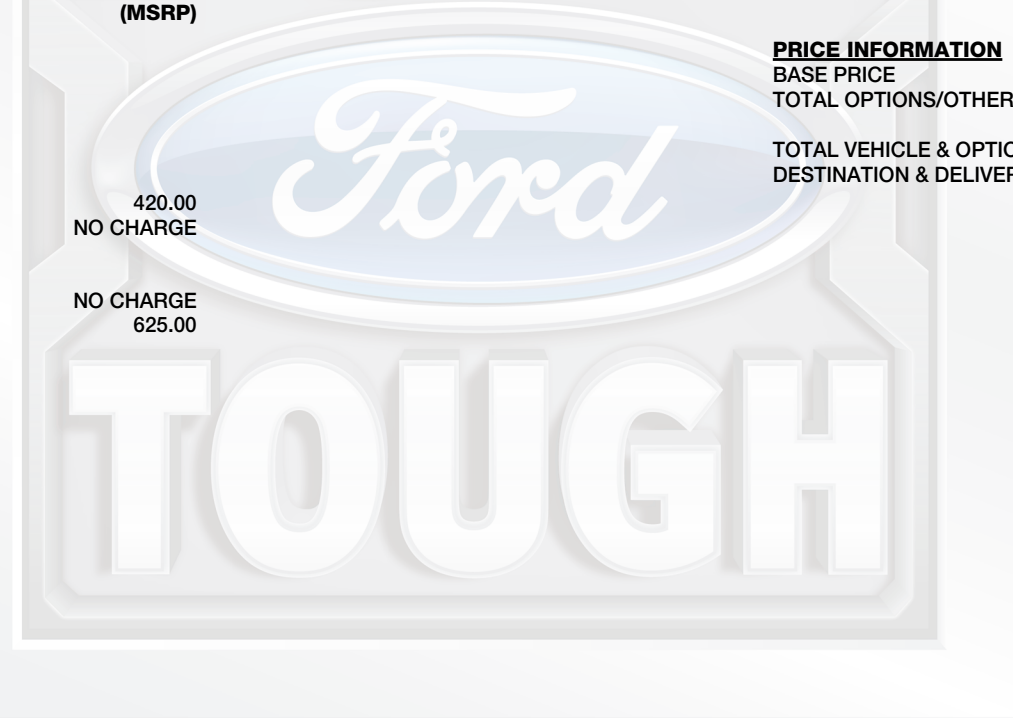 (MSRP)
420.00
NO CHARGE
NO CHARGE
625.00
PRICE INFORMATION
BASE PRICE
TOTAL OPTIONS/OTHER
TOTAL VEHICLE & OPTIO
DESTINATION & DELIVER
Ford
TOUGH